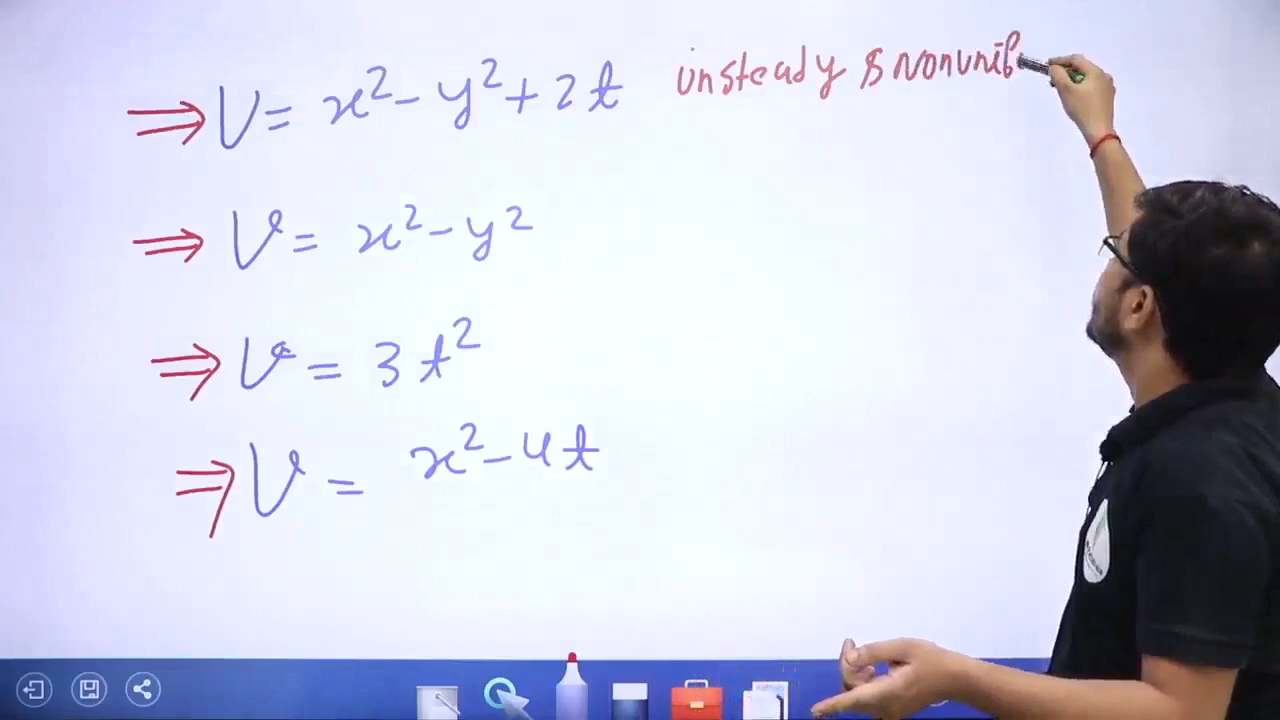 ⇒ V = x² - y² + 2t unsteady & nonunif
⇒ V = x² - y²
⇒ V = 3t²
⇒ V = x² - 4t